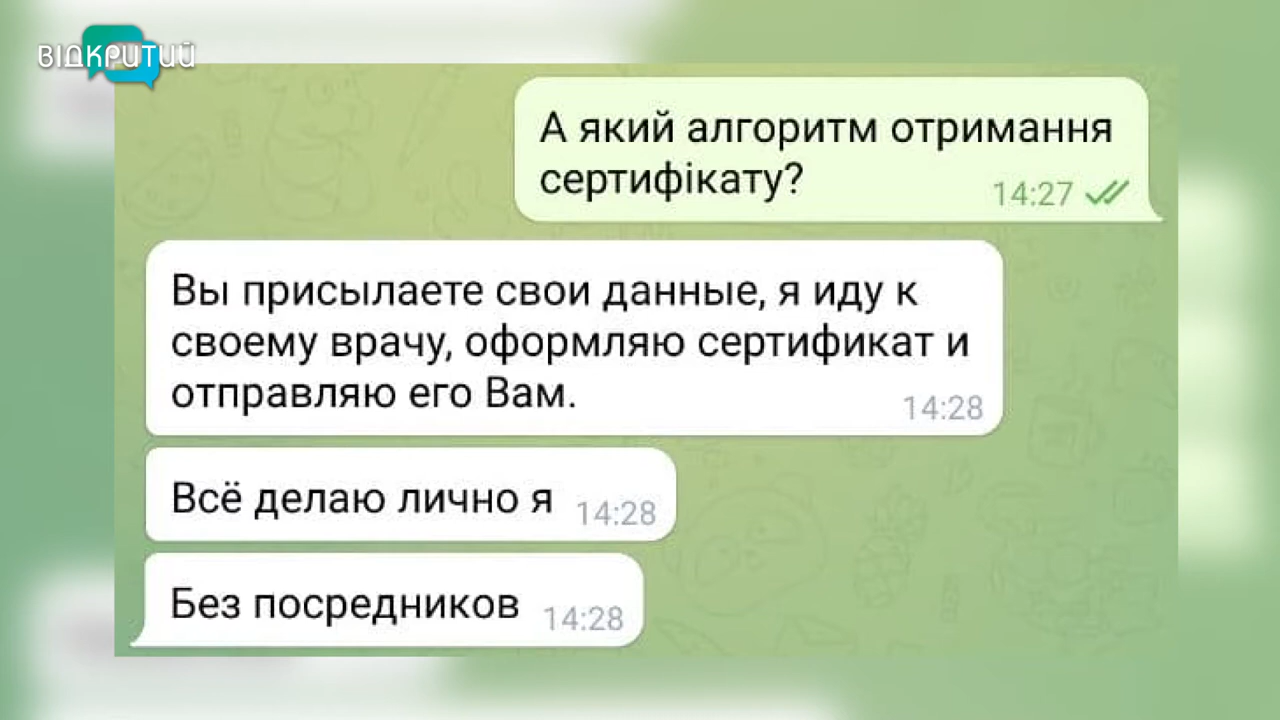 ВІДКРИТИЙ
А який алгоритм отримання
сертифікату?
14:27
Вы присылаете свои данные, я иду к
своему врачу, оформляю сертификат и
отправляю его Вам.
14:28
Всё делаю лично я 14:28
Без посредников 14:28